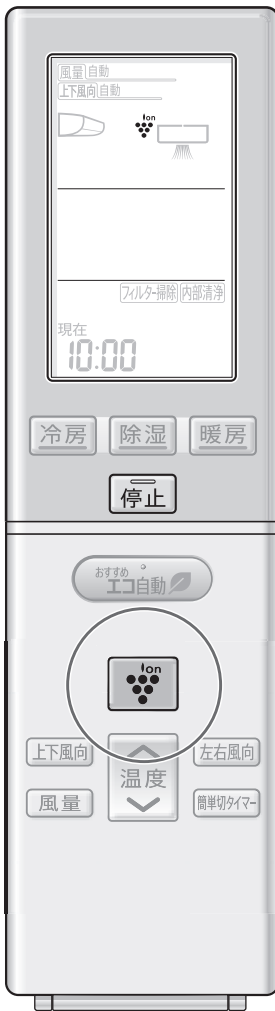 風量 自動
上下風向 自動
ion
フィルター掃除 内部清浄
現在
10:00
冷房 除湿 暖房
停止
おすすめ
エコ自動
ion
上下風向 左右風向
温度
風量 簡単切タイマー